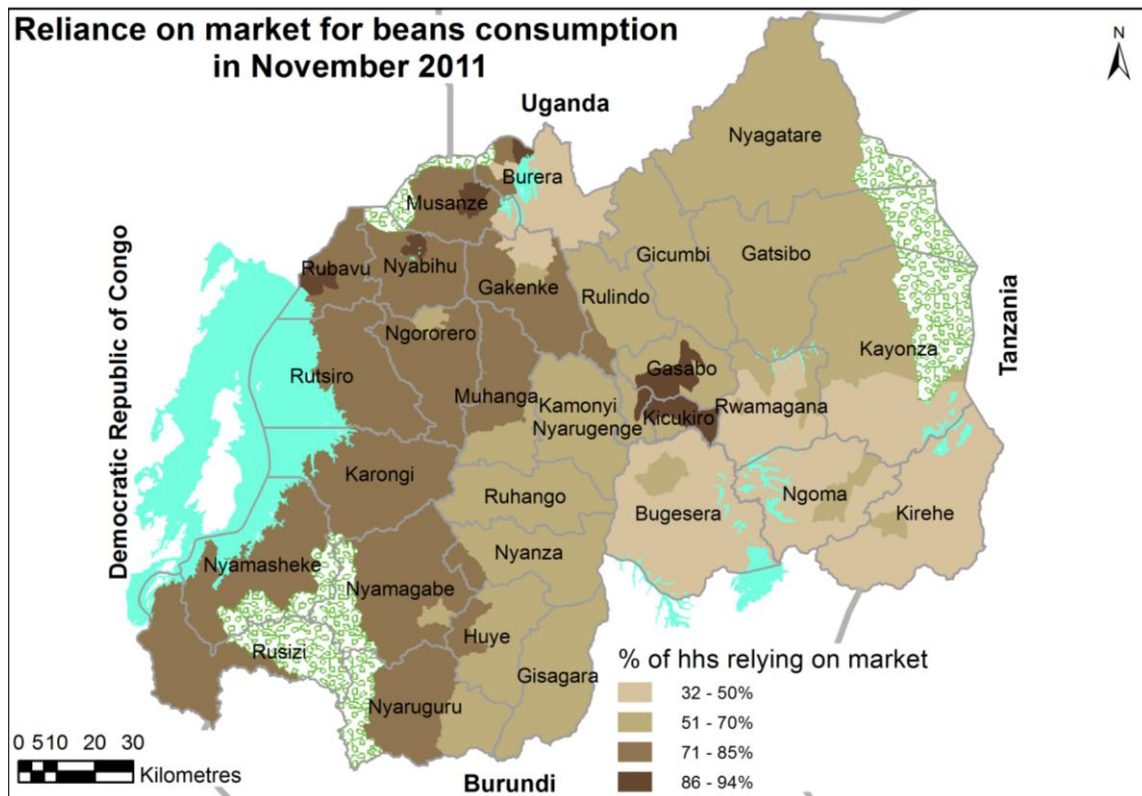 Reliance on market for beans consumption
in November 2011
N
Uganda
Nyagatare
Burera
Musanze
Gicumbi
Gatsibo
Rubavu
Nyabihu
Gakenke
Rulindo
Democratic Republic of Congo
Ngororero
Tanzania
Kayonza
Gasabo
Rutsiro
Muhanga
Kamonyi
Rwamagana
Kicukiro
Nyarugenge
Karongi
Ruhango
Ngoma
Bugesera
Kirehe
Nyanza
Nyamasheke
Nyamagabe
Huye
Rusizi
Gisagara
Nyaruguru
% of hhs relying on market
32 - 50%
51 - 70%
71 - 85%
86 - 94%
0 5 10 20 30
Kilometres
Burundi